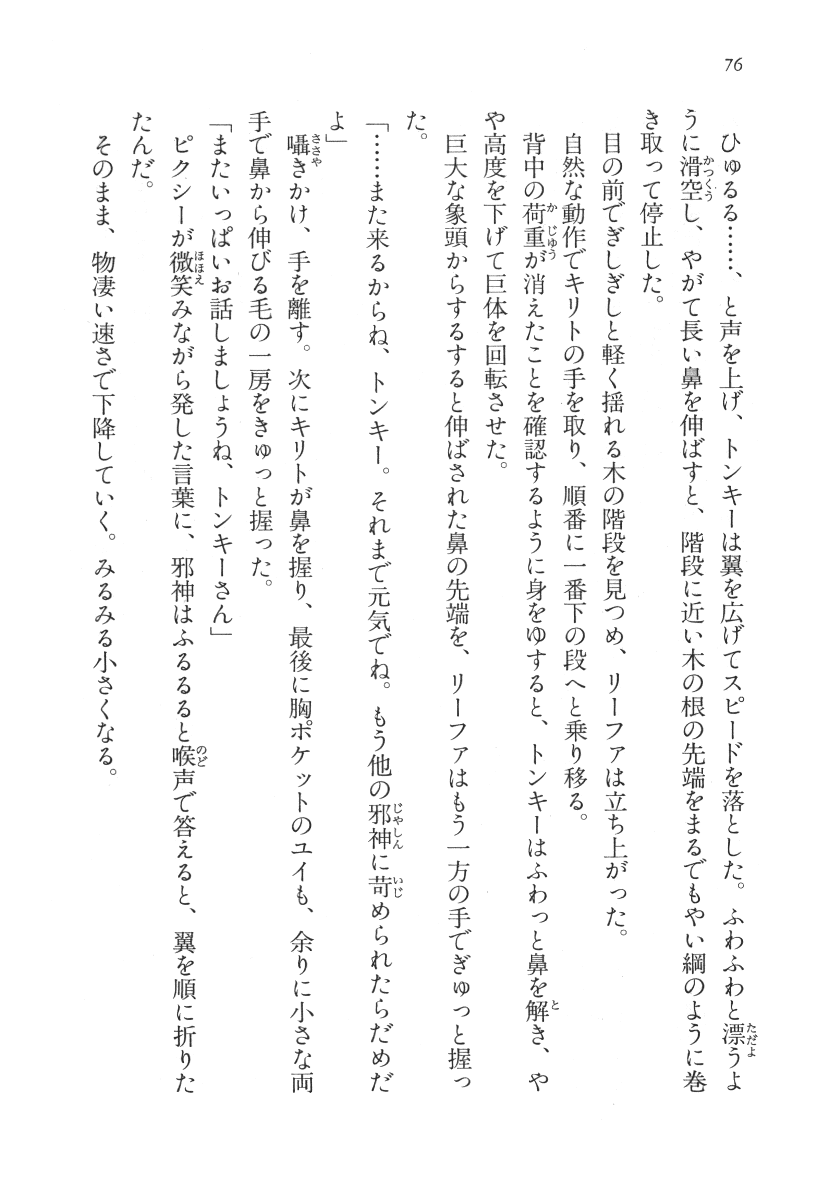 76
ひゅるる……、と声を上げ、トンキーは翼を広げてスピードを落とした。ふわふわと漂うよ
うに滑空し、やがて長い鼻を伸ばすと、階段に近い木の根の先端をまるでもやい綱のように巻
き取って停止した。
目の前でぎしぎしと軽く揺れる木の階段を見つめ、リーファは立ち上がった。
自然な動作でキリトの手を取り、順番に一番下の段へと乗り移る。
背中の荷重が消えたことを確認するように身をゆすると、トンキーはふわっと鼻を解き、や
や高度を下げて巨体を回転させた。
巨大な象頭からするすると伸ばされた鼻の先端を、リーファはもう一方の手でぎゅっと握っ
た。
「……また来るからね、トンキー。それまで元気でね。もう他の邪神に苛められたらだめだ
よ」
囁きかけ、手を離す。次にキリトが鼻を握り、最後に胸ポケットのユイも、余りに小さな両
手で鼻から伸びる毛の一房をきゅっと握った。
「またいっぱいお話しましょうね、トンキーさん」
ピクシーが微笑みながら発した言葉に、邪神はふるるると喉声で答えると、翼を順に折りた
たんだ。
そのまま、物凄い速さで下降していく。みるみる小さくなる。